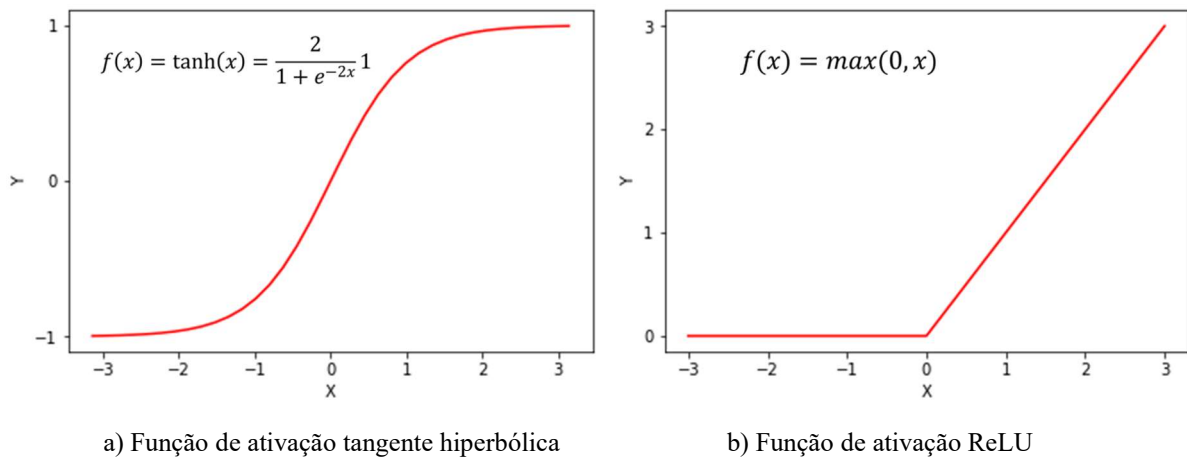 1
f(x) = tanh(x) = 2 / (1 + e^{-2x}) 1
0
Y
−1
−3 −2 −1 0 1 2 3
X
3
f(x) = max(0, x)
2
Y
1
0
−3 −2 −1 0 1 2 3
X
a) Função de ativação tangente hiperbólica
b) Função de ativação ReLU